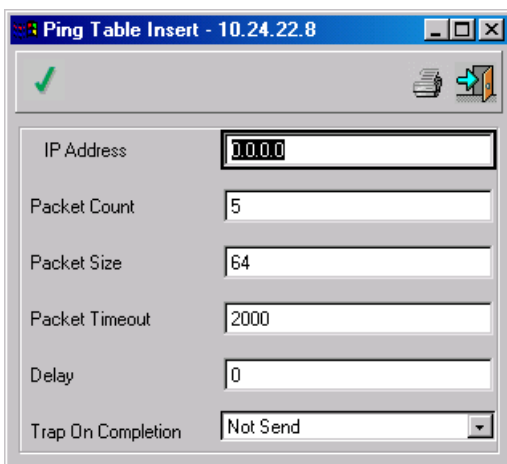 Ping Table Insert - 10.24.22.8
IP Address 0.0.0.0
Packet Count 5
Packet Size 64
Packet Timeout 2000
Delay 0
Trap On Completion Not Send